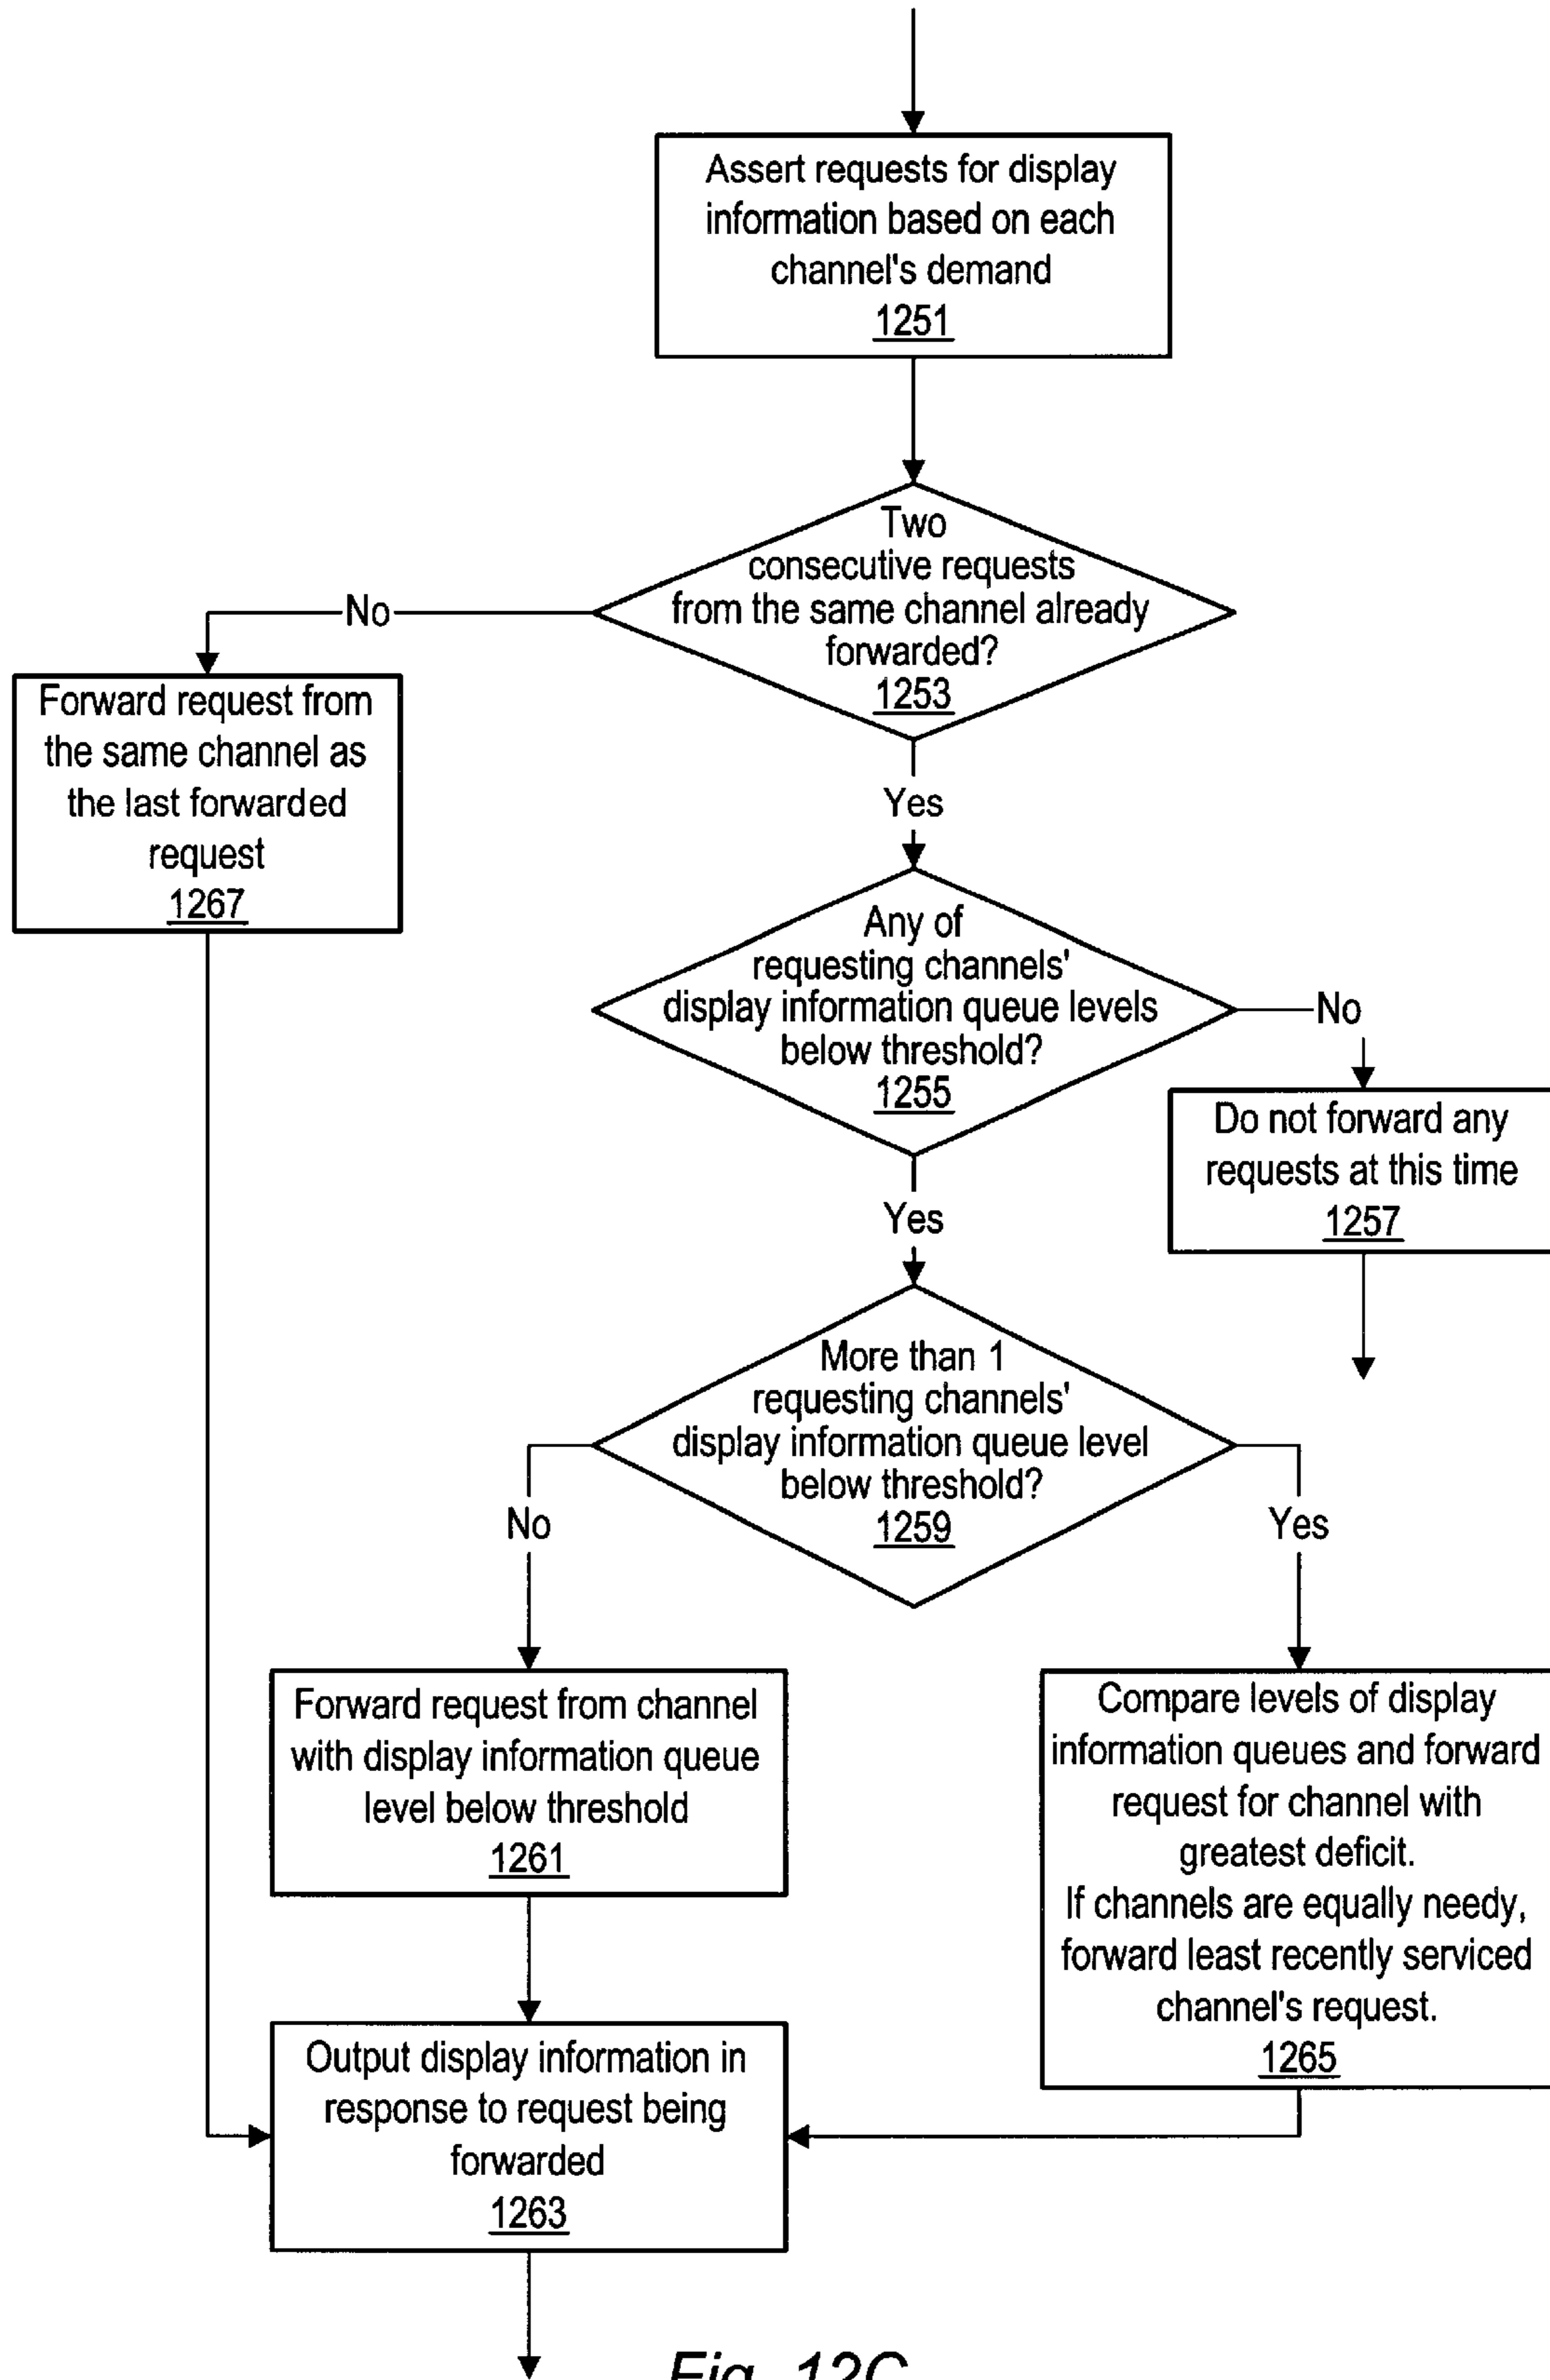 Assert requests for display
information based on each
channel's demand
1251
Two
consecutive requests
from the same channel already
forwarded?
1253
No
Forward request from
the same channel as
the last forwarded
request
1267
Yes
Any of
requesting channels'
display information queue levels
below threshold?
1255
No
Do not forward any
requests at this time
1257
Yes
More than 1
requesting channels'
display information queue level
below threshold?
1259
No
Yes
Forward request from channel
with display information queue
level below threshold
1261
Compare levels of display
information queues and forward
request for channel with
greatest deficit.
If channels are equally needy,
forward least recently serviced
channel's request.
1265
Output display information in
response to request being
forwarded
1263
Fig. 12C